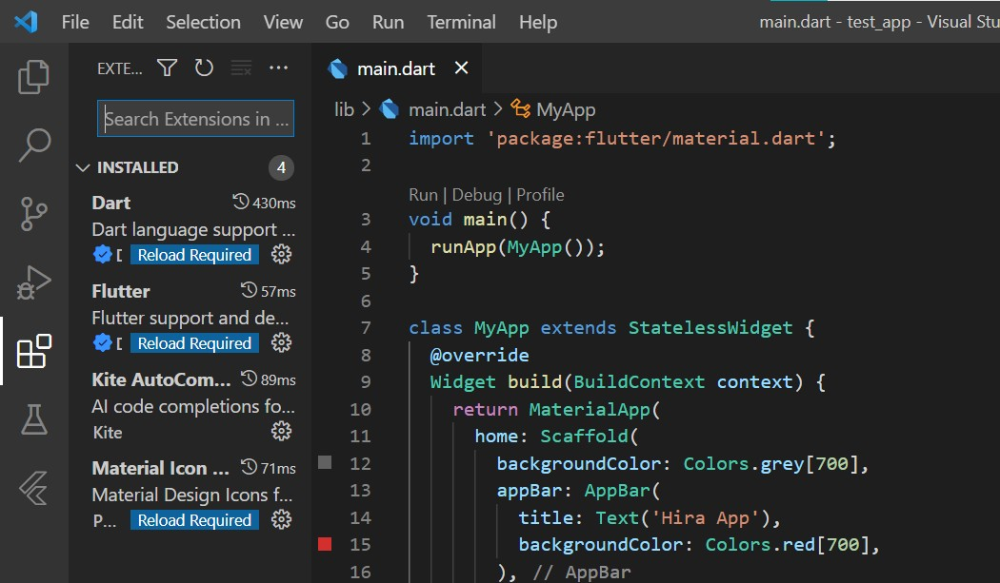 File Edit Selection View Go Run Terminal Help main.dart - test_app - Visual Stu
EXTE... main.dart
Search Extensions in ...
lib > main.dart > MyApp
INSTALLED 4
Dart 430ms
Dart language support ...
Reload Required
Flutter 57ms
Flutter support and de...
Reload Required
Kite AutoCom... 89ms
AI code completions fo...
Kite
Material Icon ... 71ms
Material Design Icons f...
P... Reload Required
1 import 'package:flutter/material.dart';
2
Run | Debug | Profile
3 void main() {
4 runApp(MyApp());
5 }
6
7 class MyApp extends StatelessWidget {
8 @override
9 Widget build(BuildContext context) {
10 return MaterialApp(
11 home: Scaffold(
12 backgroundColor: Colors.grey[700],
13 appBar: AppBar(
14 title: Text('Hira App'),
15 backgroundColor: Colors.red[700],
16 ), // AppBar